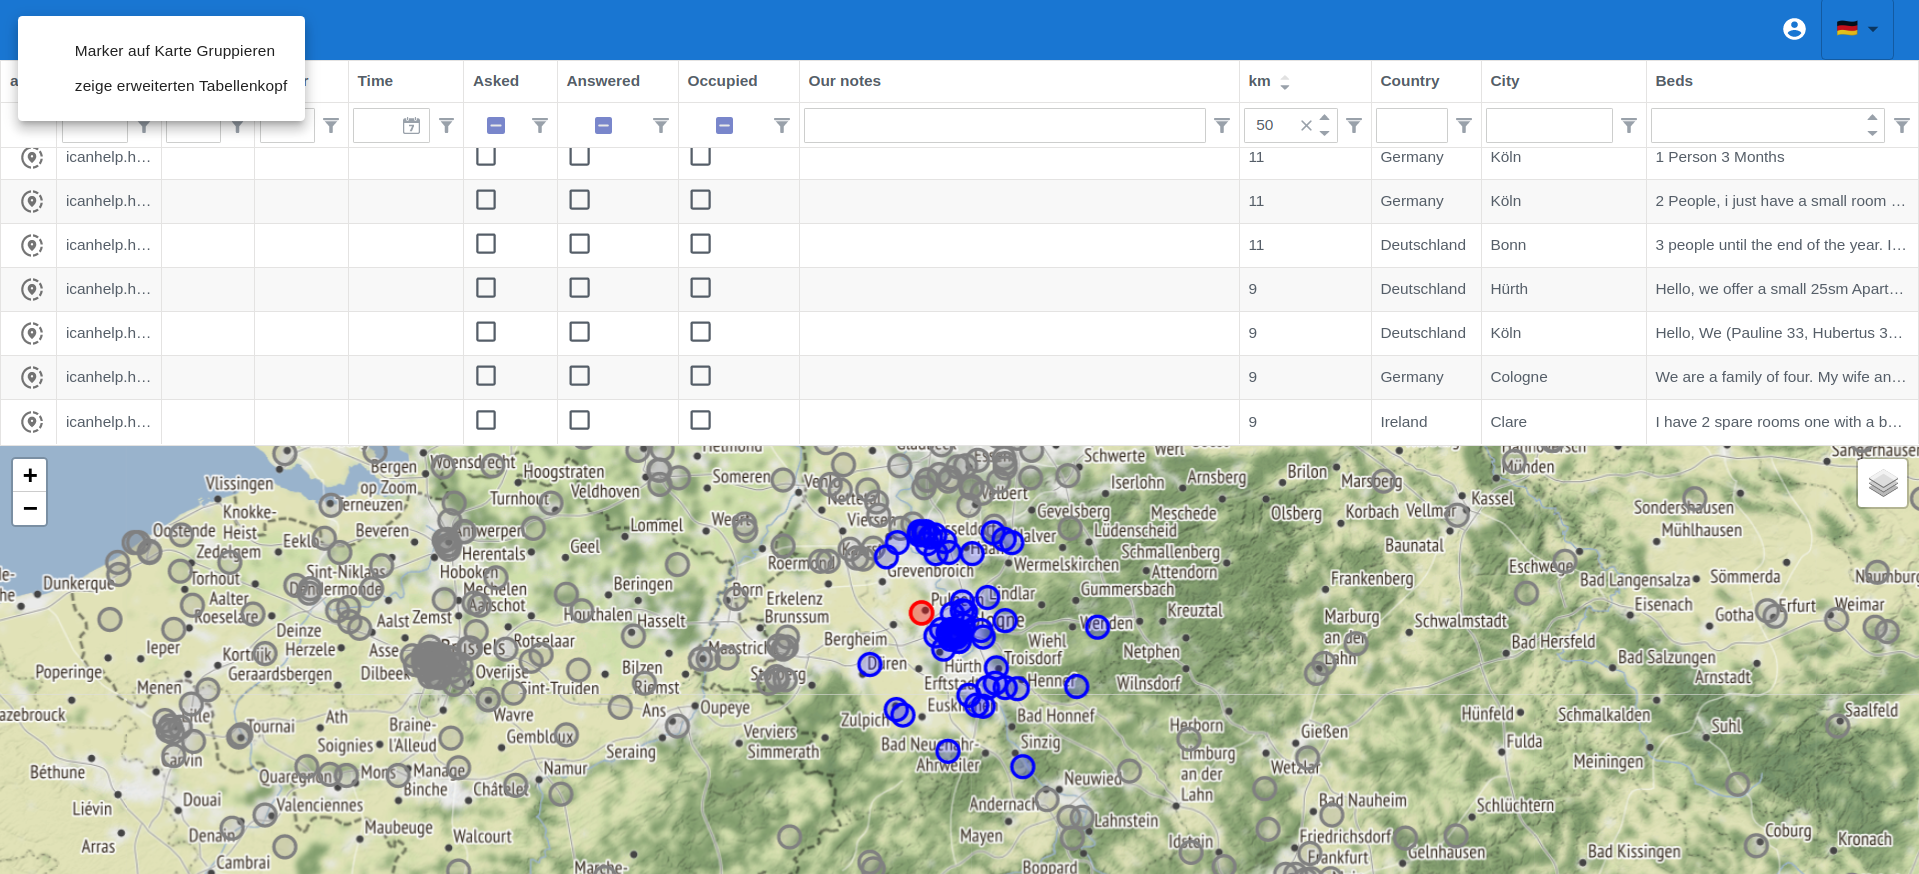 Marker auf Karte Gruppieren
zeige erweiterten Tabellenkopf
Time Asked Answered Occupied Our notes km Country City Beds
7 50
icanhelp.h… 11 Germany Köln 1 Person 3 Months
icanhelp.h… 11 Germany Köln 2 People, i just have a small room …
icanhelp.h… 11 Deutschland Bonn 3 people until the end of the year. I…
icanhelp.h… 9 Deutschland Hürth Hello, we offer a small 25sm Apart…
icanhelp.h… 9 Deutschland Köln Hello, We (Pauline 33, Hubertus 3…
icanhelp.h… 9 Germany Cologne We are a family of four. My wife an…
icanhelp.h… 9 Ireland Clare I have 2 spare rooms one with a b…
+
−
Bergen
op Zoom
Woensdrecht
Hoogstraten
Veldhoven
Someren
Schwerte
Iserlohn
Arnsberg
Brilon
Marsberg
Münden
Kassel
Vlissingen
Terneuzen
Turnhout
Viersen
Velbert
Gevelsberg
Meschede
Olsberg
Korbach
Vellmar
Sondershausen
Mühlhausen
Knokke-
Heist
Oostende
Zedelgem
Eeklo
Beveren
Antwerpen
Herentals
Geel
Lommel
Weert
Lüdenscheid
Schmallenberg
Baunatal
Dunkerque
Torhout
Sint-Niklaas
Dendermonde
Hoboken
Mechelen
Beringen
Roermond
Grevenbroich
Wermelskirchen
Attendorn
Frankenberg
Eschwege
Bad Langensalza
Sömmerda
Naumburg
Aalter
Roeselare
Aalst
Zemst
Aarschot
Houthalen
Hasselt
Born
Erkelenz
Brunssum
Lindlar
Gummersbach
Kreuztal
Marburg
an der
Lahn
Schwalmstadt
Eisenach
Gotha
Erfurt
Weimar
Ieper
Deinze
Herzele
Kortrijk
Geraardsbergen
Asse
Dilbeek
Brussels
Overijse
Rotselaar
Bilzen
Riemst
Bergheim
Düren
Hürth
Troisdorf
Wiehl
Wenden
Netphen
Wilnsdorf
Bad Hersfeld
Bad Salzungen
Arnstadt
Poperinge
Menen
Lille
Tournai
Ath
Wavre
Gembloux
Sint-Truiden
Ans
Oupeye
Stolberg
Zülpich
Bad Honnef
Herborn
Gießen
Hünfeld
Schmalkalden
Suhl
Saalfeld
Soignies
Braine-
l'Alleud
Seraing
Verviers
Simmerath
Sinzig
Fulda
Meiningen
Béthune
Carvin
Quaregnon
Mons
Manage
Binche
Châtelet
Namur
Ahrweiler
Neuwied
Limburg
an der
Lahn
Wetzlar
Liévin
Douai
Valenciennes
Andernach
Lahnstein
Bad Nauheim
Schlüchtern
Arras
Denain
Maubeuge
Walcourt
Mayen
Idstein
Friedrichsdorf
Gelnhausen
Coburg
Kronach
Cambrai
Marche-
Boppard
Frankfurt
Bad Kissingen